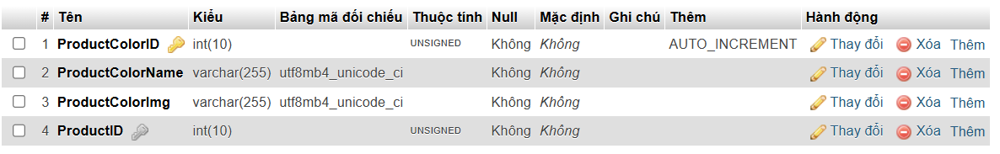 # Tên Kiểu Bảng mã đối chiếu Thuộc tính Null Mặc định Ghi chú Thêm Hành động
1 ProductColorID int(10) UNSIGNED Không Không AUTO_INCREMENT Thay đổi Xóa Thêm
2 ProductColorName varchar(255) utf8mb4_unicode_ci Không Không Thay đổi Xóa Thêm
3 ProductColorImg varchar(255) utf8mb4_unicode_ci Không Không Thay đổi Xóa Thêm
4 ProductID int(10) UNSIGNED Không Không Thay đổi Xóa Thêm